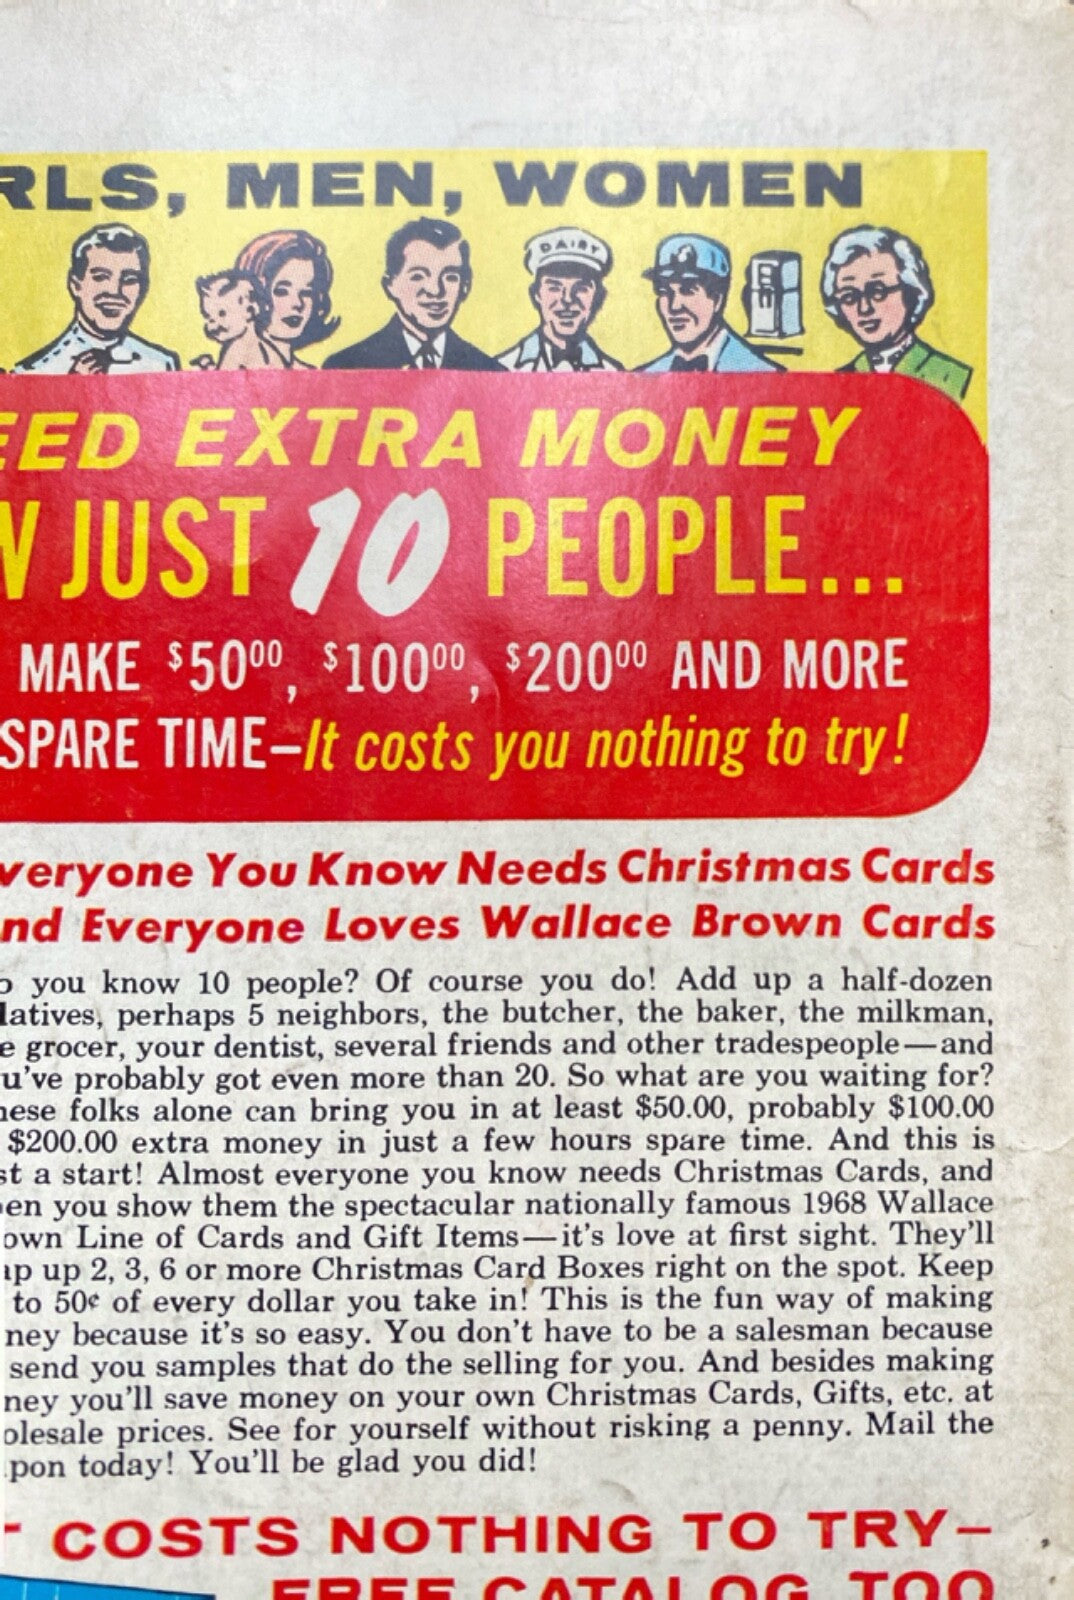 RLS, MEN, WOMEN
DAIRY
EED EXTRA MONEY
W JUST 10 PEOPLE...
MAKE $50⁰⁰, $100⁰⁰, $200⁰⁰ AND MORE
SPARE TIME—It costs you nothing to try!
veryone You Know Needs Christmas Cards
nd Everyone Loves Wallace Brown Cards
o you know 10 people? Of course you do! Add up a half-dozen
latives, perhaps 5 neighbors, the butcher, the baker, the milkman,
e grocer, your dentist, several friends and other tradespeople—and
u've probably got even more than 20. So what are you waiting for?
hese folks alone can bring you in at least $50.00, probably $100.00
$200.00 extra money in just a few hours spare time. And this is
st a start! Almost everyone you know needs Christmas Cards, and
en you show them the spectacular nationally famous 1968 Wallace
own Line of Cards and Gift Items—it's love at first sight. They'll
ap up 2, 3, 6 or more Christmas Card Boxes right on the spot. Keep
to 50¢ of every dollar you take in! This is the fun way of making
ney because it's so easy. You don't have to be a salesman because
send you samples that do the selling for you. And besides making
ney you'll save money on your own Christmas Cards, Gifts, etc. at
olesale prices. See for yourself without risking a penny. Mail the
pon today! You'll be glad you did!
T COSTS NOTHING TO TRY—
FREE CATALOG TOO